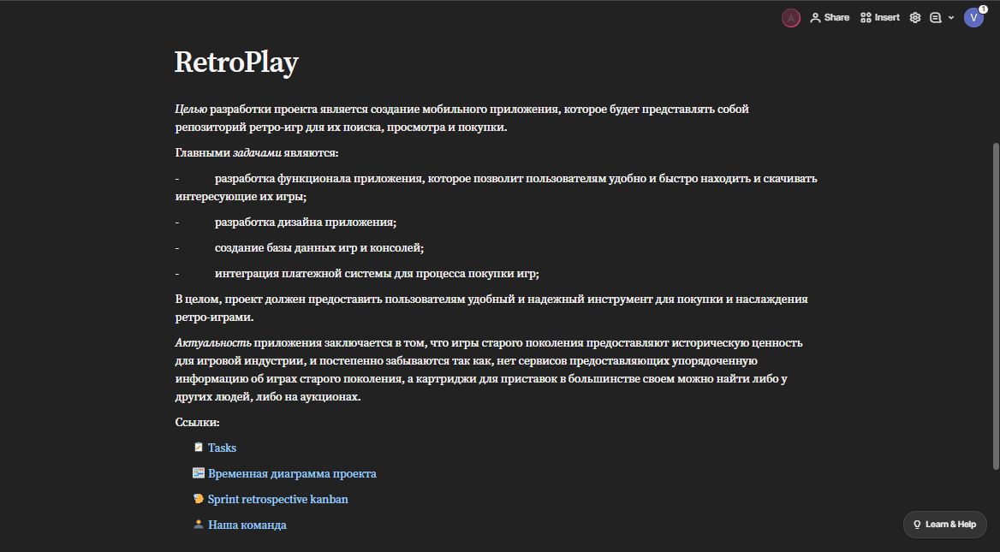 A
Share
Insert
V
1
RetroPlay
Целью разработки проекта является создание мобильного приложения, которое будет представлять собой
репозиторий ретро-игр для их поиска, просмотра и покупки.
Главными задачами являются:
- разработка функционала приложения, которое позволит пользователям удобно и быстро находить и скачивать
интересующие их игры;
- разработка дизайна приложения;
- создание базы данных игр и консолей;
- интеграция платежной системы для процесса покупки игр;
В целом, проект должен предоставить пользователям удобный и надежный инструмент для покупки и наслаждения
ретро-играми.
Актуальность приложения заключается в том, что игры старого поколения предоставляют историческую ценность
для игровой индустрии, и постепенно забываются так как, нет сервисов предоставляющих упорядоченную
информацию об играх старого поколения, а картриджи для приставок в большинстве своем можно найти либо у
других людей, либо на аукционах.
Ссылки:
Tasks
Временная диаграмма проекта
Sprint retrospective kanban
Наша команда
Learn & Help